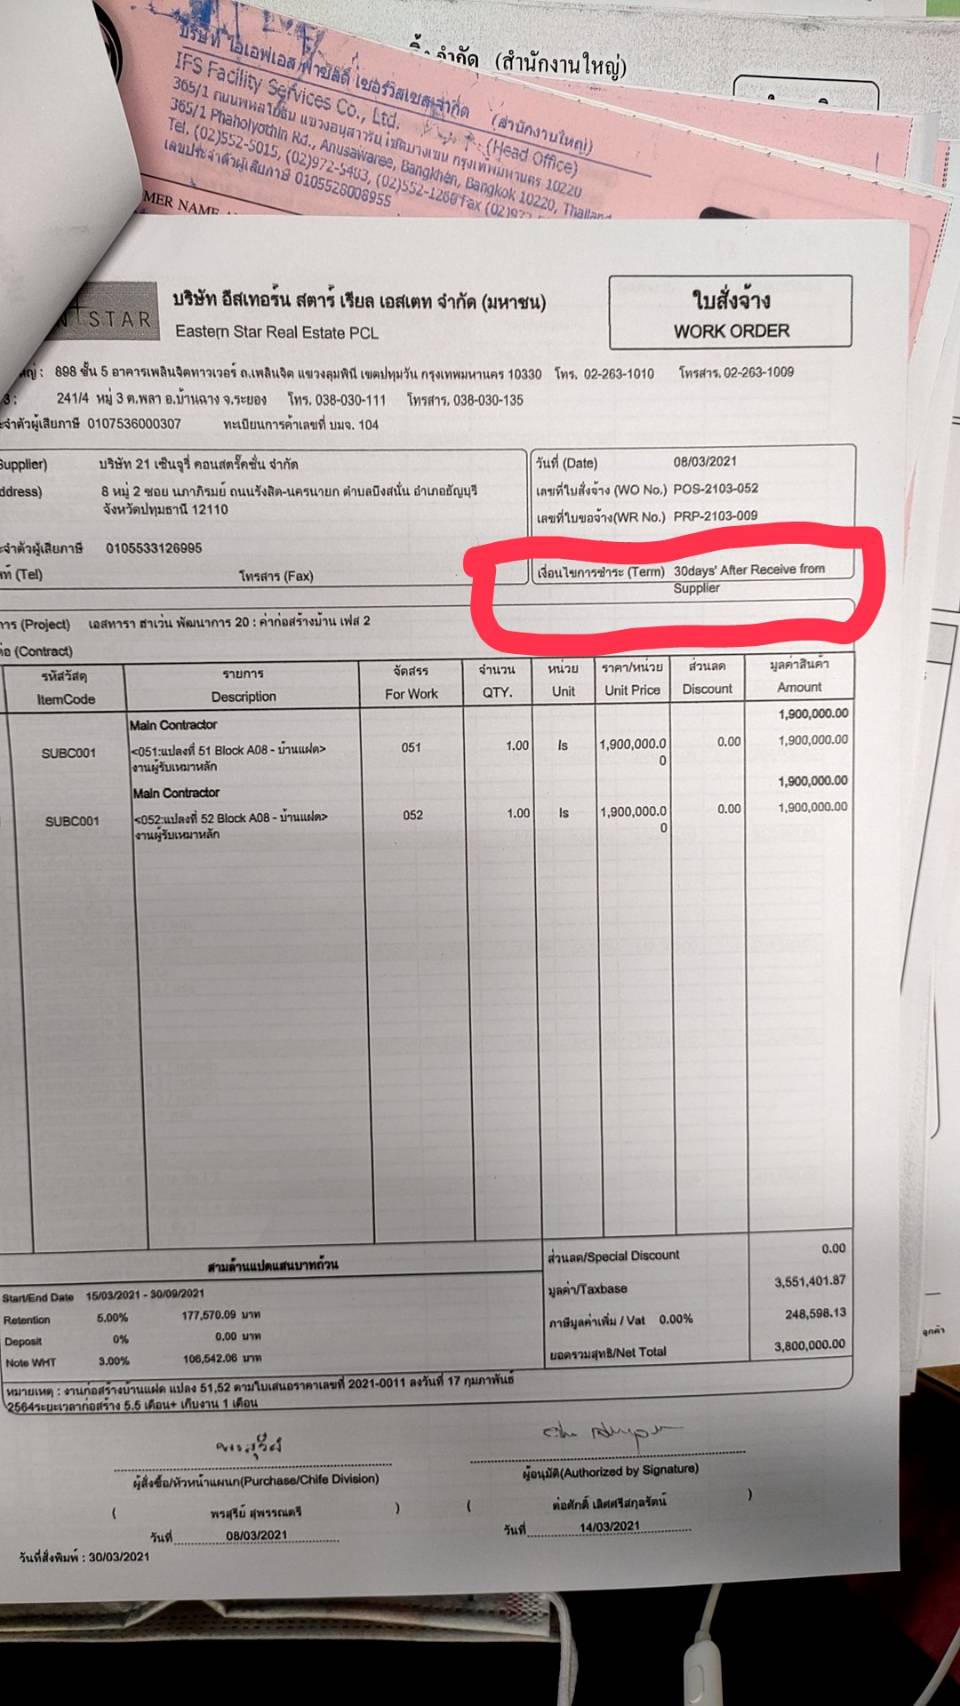 จำกัด (สำนักงานใหญ่)
บริษัท ไอเอฟเอส ฟาซิลิตี้ เซอร์วิสเซส จำกัด (สำนักงานใหญ่)
IFS Facility Services Co., Ltd. (Head Office)
365/1 ถนนพหลโยธิน แขวงอนุสาวรีย์ เขตบางเขน กรุงเทพมหานคร 10220
365/1 Phaholyothin Rd., Anusawaree, Bangkhen, Bangkok 10220, Thailand
Tel. (02)552-5015, (02)972-5403, (02)552-1260 Fax (02)972-
เลขประจำตัวผู้เสียภาษี 0105528008955
MER NAME
STAR
บริษัท อีสเทอร์น สตาร์ เรียล เอสเตท จำกัด (มหาชน)
Eastern Star Real Estate PCL
ใบสั่งจ้าง
WORK ORDER
898 ชั้น 5 อาคารเพลินจิตทาวเวอร์ ถ.เพลินจิต แขวงลุมพินี เขตปทุมวัน กรุงเทพมหานคร 10330 โทร. 02-263-1010 โทรสาร. 02-263-1009
241/4 หมู่ 3 ต.พลา อ.บ้านฉาง จ.ระยอง โทร. 038-030-111 โทรสาร. 038-030-135
ะจำตัวผู้เสียภาษี 0107536000307 ทะเบียนการค้าเลขที่ บมจ. 104
Supplier) บริษัท 21 เซ็นจูรี่ คอนสตรั๊คชั่น จำกัด
ddress) 8 หมู่ 2 ซอย นภาภิรมย์ ถนนรังสิต-นครนายก ตำบลบึงสนั่น อำเภอธัญบุรี
จังหวัดปทุมธานี 12110
ะจำตัวผู้เสียภาษี 0105533126995
ท์ (Tel) โทรสาร (Fax)
วันที่ (Date) 08/03/2021
เลขที่ใบสั่งจ้าง (WO No.) POS-2103-052
เลขที่ใบขอจ้าง(WR No.) PRP-2103-009
เงื่อนไขการชำระ (Term) 30days' After Receive from
Supplier
การ (Project) เอสทารา ฮาเว่น พัฒนาการ 20 : ค่าก่อสร้างบ้าน เฟส 2
(Contract)
รหัสวัสดุ รายการ จัดสรร จำนวน หน่วย ราคา/หน่วย ส่วนลด มูลค่าสินค้า
ItemCode Description For Work QTY. Unit Unit Price Discount Amount
Main Contractor 1,900,000.00
SUBC001 <051:แปลงที่ 51 Block A08 - บ้านแฝด> 051 1.00 ls 1,900,000.0 0.00 1,900,000.00
งานผู้รับเหมาหลัก 0
Main Contractor 1,900,000.00
SUBC001 <052:แปลงที่ 52 Block A08 - บ้านแฝด> 052 1.00 ls 1,900,000.0 0.00 1,900,000.00
งานผู้รับเหมาหลัก 0
สามล้านแปดแสนบาทถ้วน
Start/End Date 15/03/2021 - 30/09/2021
Retention 5.00% 177,570.09 บาท
Deposit 0% 0.00 บาท
Note WHT 3.00% 106,542.06 บาท
ส่วนลด/Special Discount 0.00
มูลค่า/Taxbase 3,551,401.87
ภาษีมูลค่าเพิ่ม / Vat 0.00% 248,598.13
ยอดรวมสุทธิ/Net Total 3,800,000.00
หมายเหตุ : งานก่อสร้างบ้านแฝด แปลง 51,52 ตามใบเสนอราคาเลขที่ 2021-0011 ลงวันที่ 17 กุมภาพันธ์
2564ระยะเวลาก่อสร้าง 5.5 เดือน+ เก็บงาน 1 เดือน
ผู้สั่งซื้อ/หัวหน้าแผนก(Purchase/Chife Division) ผู้อนุมัติ(Authorized by Signature)
( พรสุรีย์ สุพรรณตรี ) ( ต่อศักดิ์ เลิศศรีสกุลรัตน์ )
วันที่ 08/03/2021 วันที่ 14/03/2021
วันที่สั่งพิมพ์ : 30/03/2021
ลูกค้า